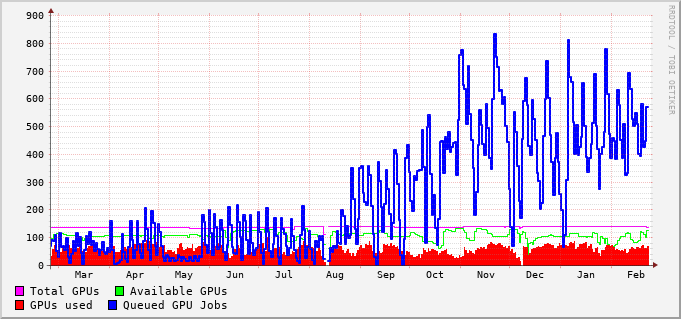 900
800
700
600
500
400
300
200
100
0
Mar Apr May Jun Jul Aug Sep Oct Nov Dec Jan Feb
Total GPUs Available GPUs
GPUs used Queued GPU Jobs
RRDTOOL / TOBI OETIKER